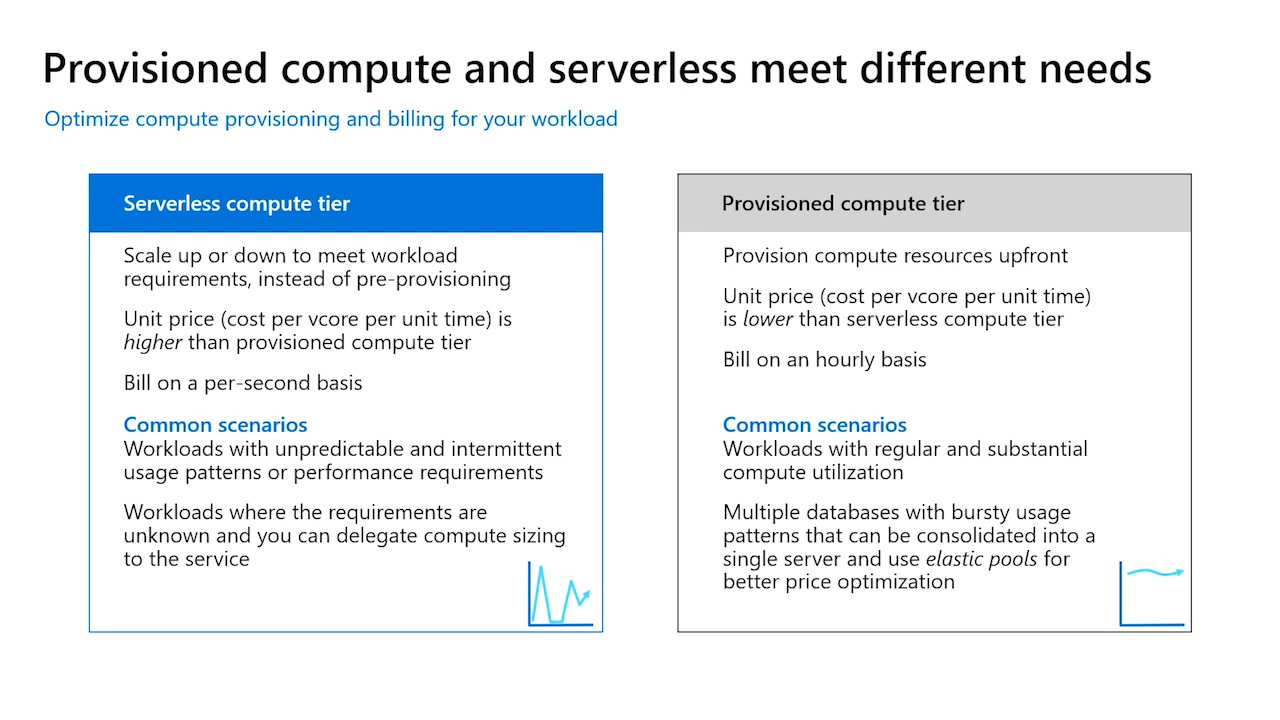 Provisioned compute and serverless meet different needs
Optimize compute provisioning and billing for your workload
Serverless compute tier
Scale up or down to meet workload
requirements, instead of pre-provisioning
Unit price (cost per vcore per unit time) is
higher than provisioned compute tier
Bill on a per-second basis
Common scenarios
Workloads with unpredictable and intermittent
usage patterns or performance requirements
Workloads where the requirements are
unknown and you can delegate compute sizing
to the service
Provisioned compute tier
Provision compute resources upfront
Unit price (cost per vcore per unit time)
is lower than serverless compute tier
Bill on an hourly basis
Common scenarios
Workloads with regular and substantial
compute utilization
Multiple databases with bursty usage
patterns that can be consolidated into a
single server and use elastic pools for
better price optimization